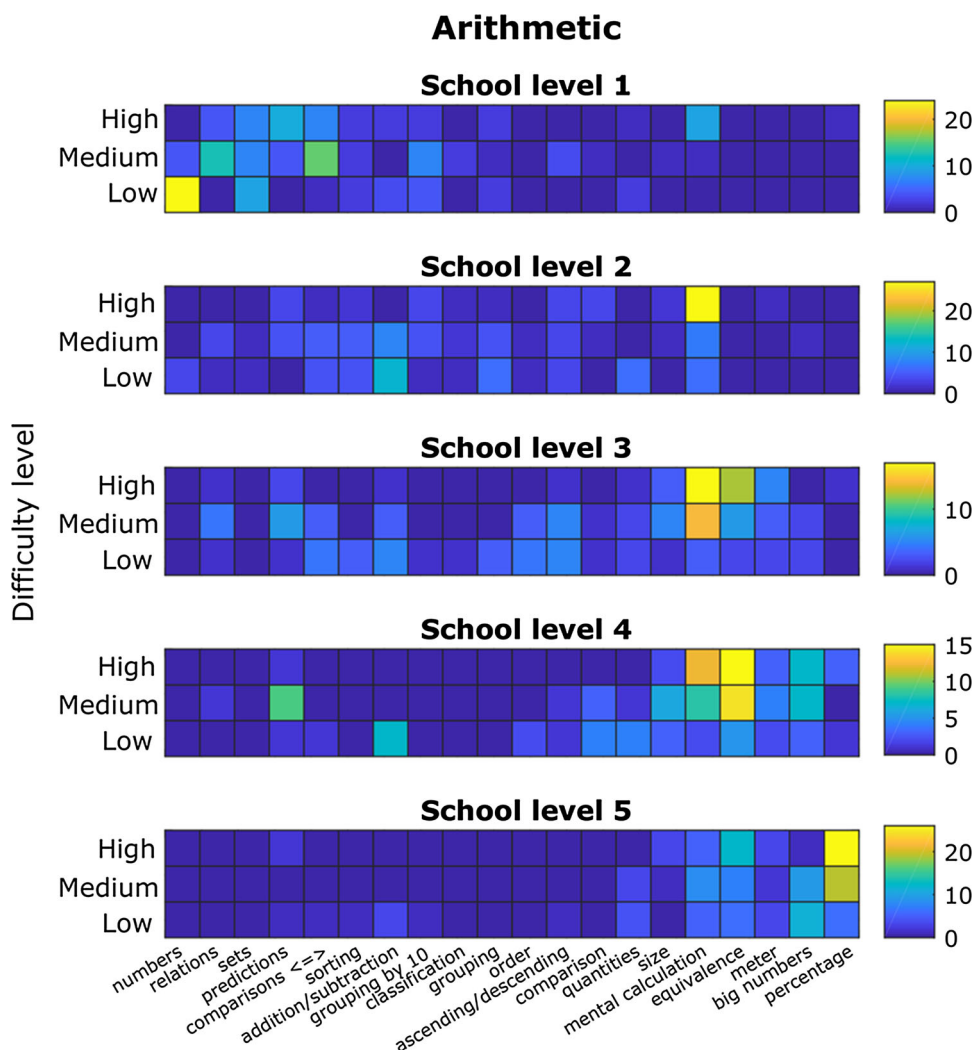 Arithmetic
School level 1
High
Medium
Low
20
10
0
School level 2
High
Medium
Low
20
10
0
Difficulty level
School level 3
High
Medium
Low
10
0
School level 4
High
Medium
Low
15
10
5
0
School level 5
High
Medium
Low
20
10
0
numbers
relations
sets
predictions
comparisons <=>
sorting
addition/subtraction
grouping by 10
classification
grouping
order
ascending/descending
comparison
quantities
size
mental calculation
equivalence
meter
big numbers
percentage